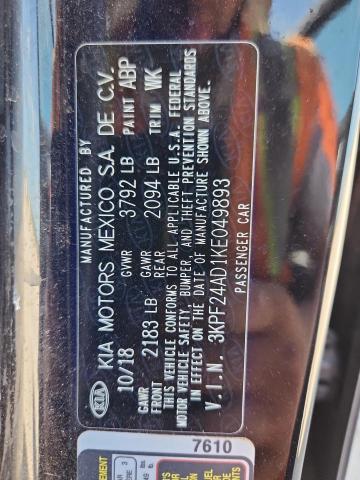 MANUFACTURED BY
KIA KIA MOTORS MEXICO S.A. DE C.V.
10/18 GVWR 3792 LB PAINT ABP
GAWR FRONT 2183 LB GAWR REAR 2094 LB TRIM WK
THIS VEHICLE CONFORMS TO ALL APPLICABLE U.S.A. FEDERAL
MOTOR VEHICLE SAFETY, BUMPER, AND THEFT PREVENTION STANDARDS
IN EFFECT ON THE DATE OF MANUFACTURE SHOWN ABOVE.
V.I.N. 3KPF24AD1KE049893
PASSENGER CAR
7610